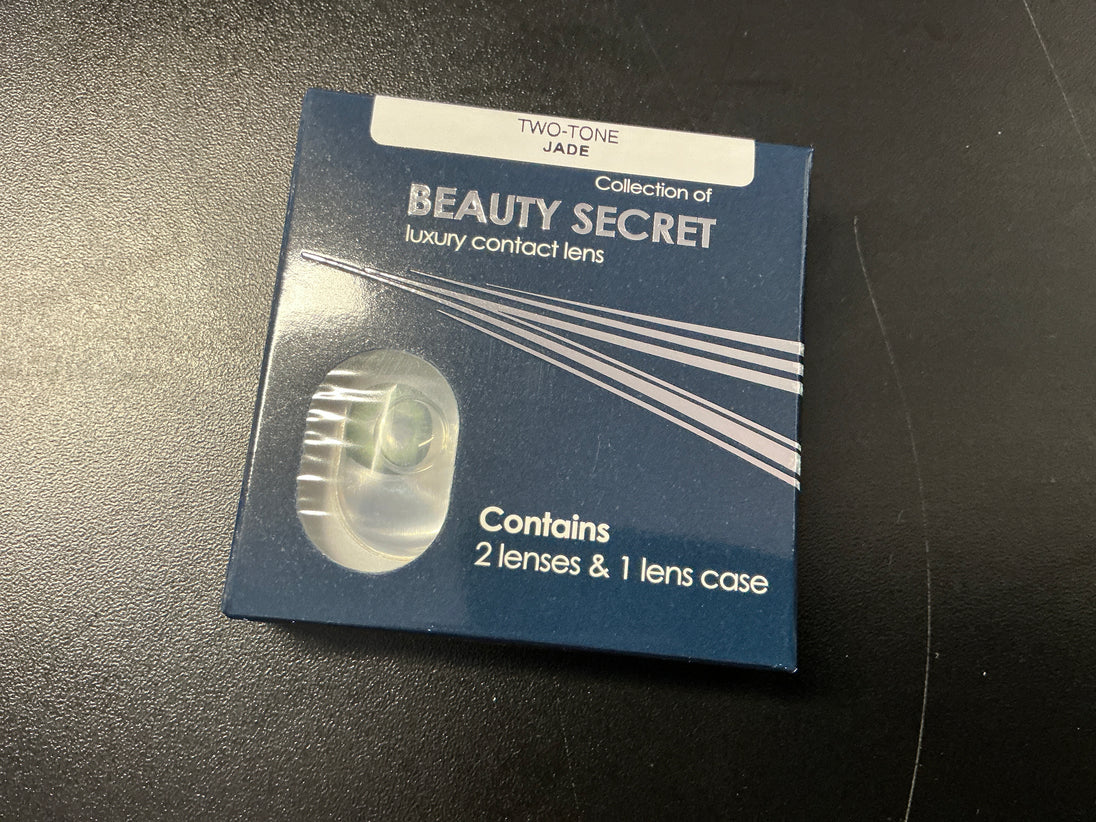 TWO-TONE
JADE
Collection of
BEAUTY SECRET
luxury contact lens
Contains
2 lenses & 1 lens case